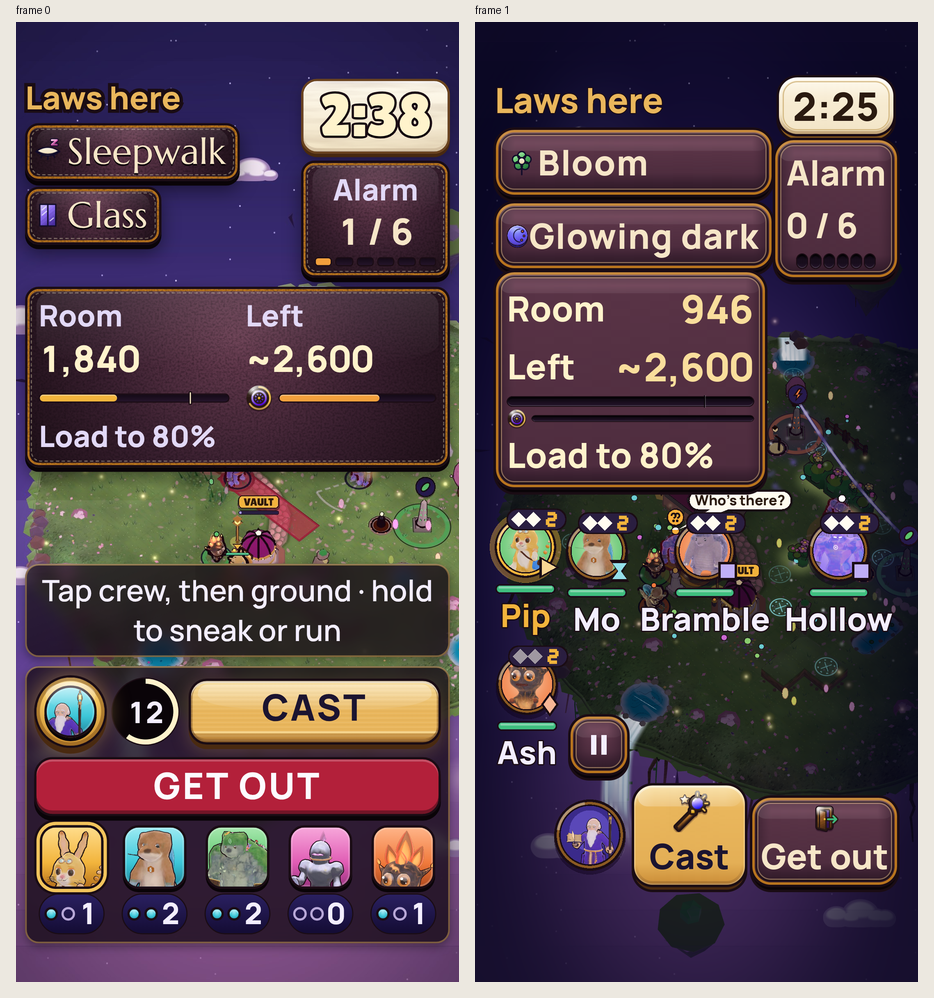 frame 0
Laws here
2:38
Sleepwalk
Glass
Alarm
1 / 6
Room
Left
1,840
~2,600
Load to 80%
VAULT
Tap crew, then ground · hold
to sneak or run
12
CAST
GET OUT
1
2
2
0
1
frame 1
Laws here
2:25
Bloom
Glowing dark
Alarm
0 / 6
Room 946
Left ~2,600
Load to 80%
Who's there?
??
2
2
2
2
ULT
Pip
Mo
Bramble
Hollow
2
Ash
Cast
Get out